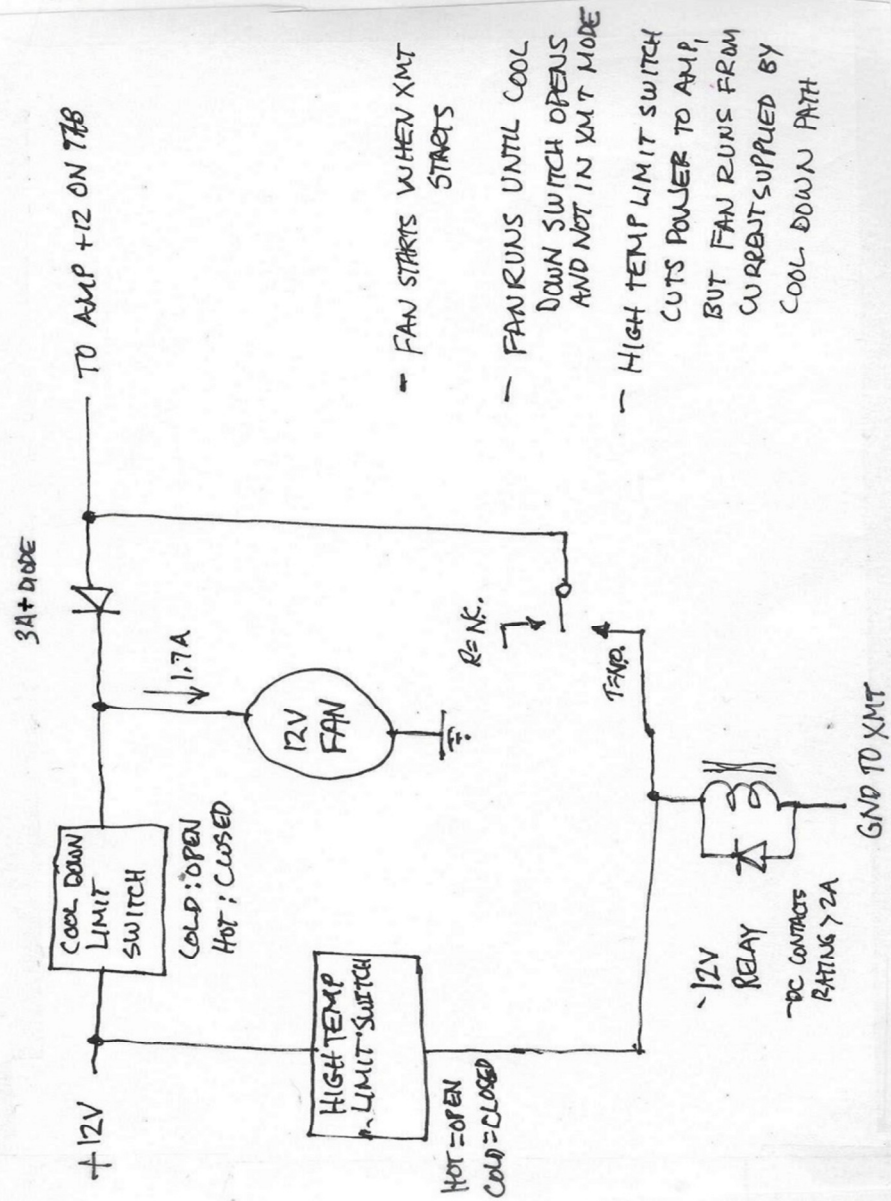 +12V
COOL DOWN
LIMIT
SWITCH
COLD: OPEN
HOT: CLOSED
3A+ DIODE
TO AMP +12 ON T/B
1.7A
12V
FAN
HIGH TEMP
LIMIT SWITCH
HOT=OPEN
COLD=CLOSED
R=N.C.
T=N.O.
~12V
RELAY
~DC CONTACTS
RATING > 2A
GND TO XMT
- FAN STARTS WHEN XMT
STARTS
- FAN RUNS UNTIL COOL
DOWN SWITCH OPENS
AND NOT IN XMT MODE
- HIGH TEMP LIMIT SWITCH
CUTS POWER TO AMP,
BUT FAN RUNS FROM
CURRENT SUPPLIED BY
COOL DOWN PATH